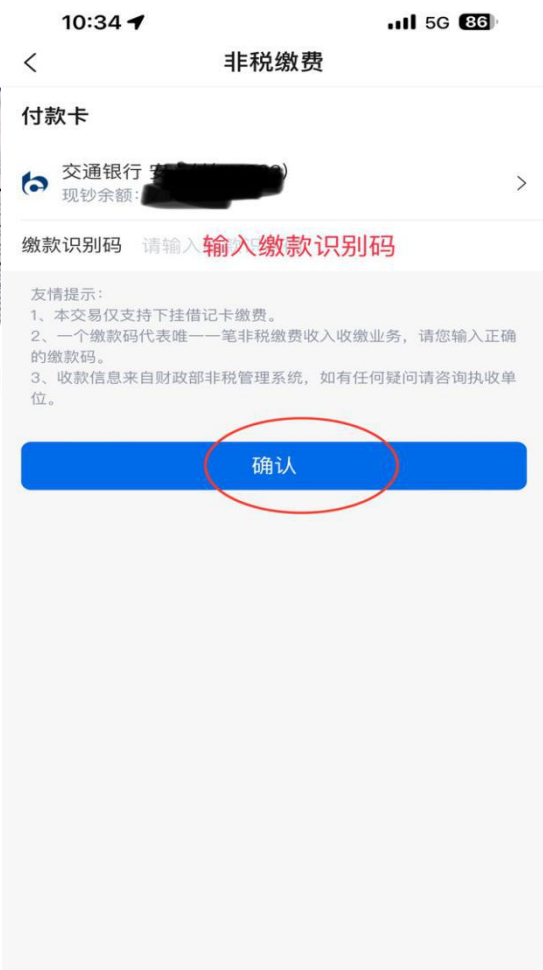 10:34
5G 86
非税缴费
付款卡
交通银行
现钞余额:
缴款识别码 请输入 输入缴款识别码
友情提示:
1、本交易仅支持下挂借记卡缴费。
2、一个缴款码代表唯一一笔非税缴费收入收缴业务，请您输入正确
的缴款码。
3、收款信息来自财政部非税管理系统，如有任何疑问请咨询执收单
位。
确认